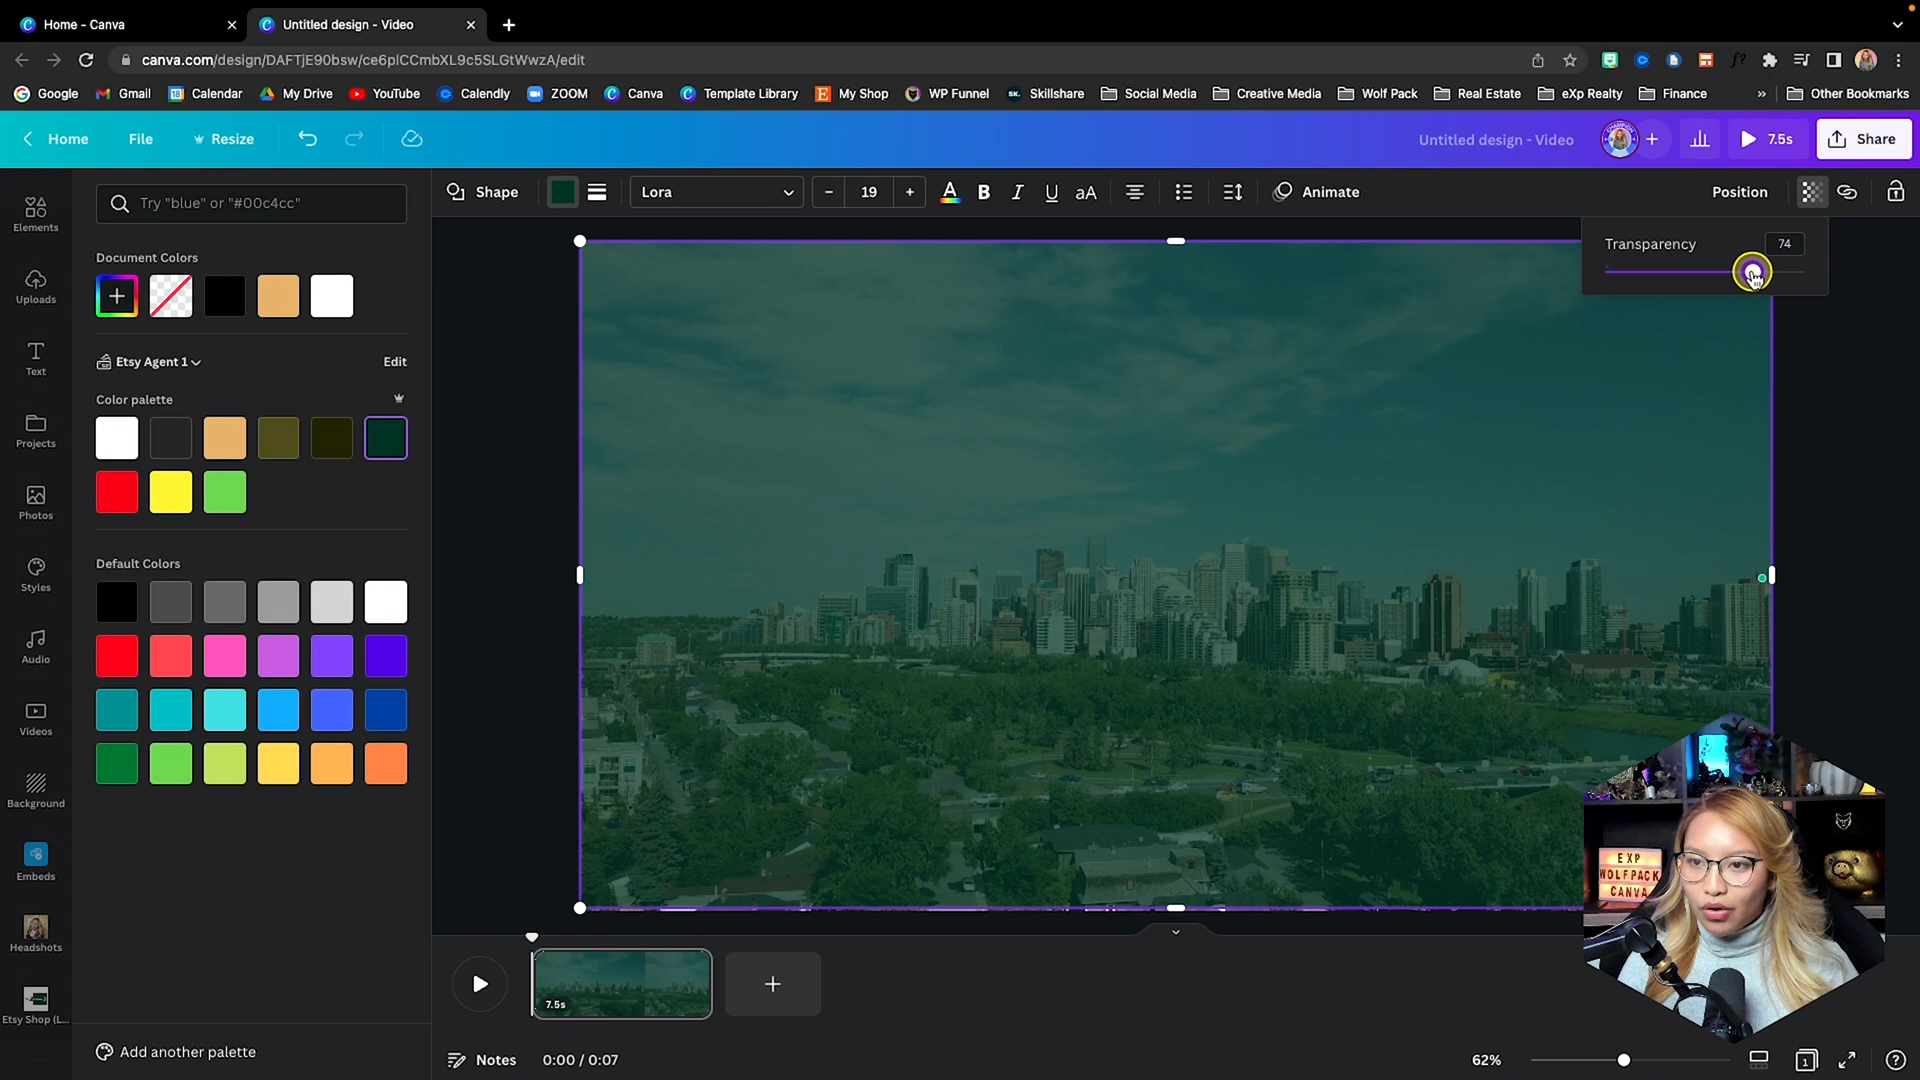 Home - Canva
Untitled design - Video
canva.com/design/DAFTjE90bsw/ce6plCCmbXL9c5SLGtWwzA/edit
Google Gmail Calendar My Drive YouTube Calendly ZOOM Canva Template Library My Shop WP Funnel Skillshare Social Media Creative Media Wolf Pack Real Estate eXp Realty Finance » Other Bookmarks
Home File Resize Untitled design - Video 7.5s Share
Shape Lora - 19 + A B I U aA Animate Position
Try "blue" or "#00c4cc"
Transparency 74
Document Colors
Etsy Agent 1 Edit
Color palette
Default Colors
Add another palette
Elements
Uploads
Text
Projects
Photos
Styles
Audio
Videos
Background
Embeds
Headshots
Etsy Shop (L...
EXP
WOLFPACK
CANVA
7.5s
Notes 0:00 / 0:07 62% 1